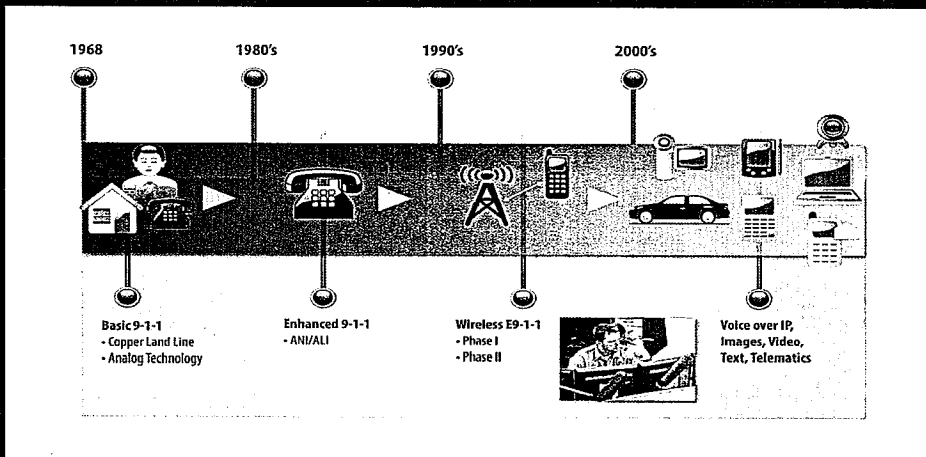 1968
1980's
1990's
2000's
Basic 9-1-1
- Copper Land Line
- Analog Technology
Enhanced 9-1-1
- ANI/ALI
Wireless E9-1-1
- Phase I
- Phase II
Voice over IP,
Images, Video,
Text, Telematics